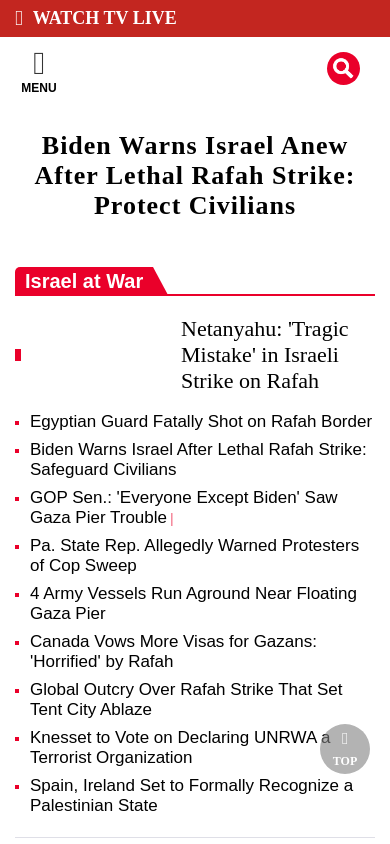 WATCH TV LIVE
MENU
Biden Warns Israel Anew
After Lethal Rafah Strike:
Protect Civilians
Israel at War
Netanyahu: 'Tragic
Mistake' in Israeli
Strike on Rafah
Egyptian Guard Fatally Shot on Rafah Border
Biden Warns Israel After Lethal Rafah Strike:
Safeguard Civilians
GOP Sen.: 'Everyone Except Biden' Saw
Gaza Pier Trouble |
Pa. State Rep. Allegedly Warned Protesters
of Cop Sweep
4 Army Vessels Run Aground Near Floating
Gaza Pier
Canada Vows More Visas for Gazans:
'Horrified' by Rafah
Global Outcry Over Rafah Strike That Set
Tent City Ablaze
Knesset to Vote on Declaring UNRWA a
Terrorist Organization
TOP
Spain, Ireland Set to Formally Recognize a
Palestinian State